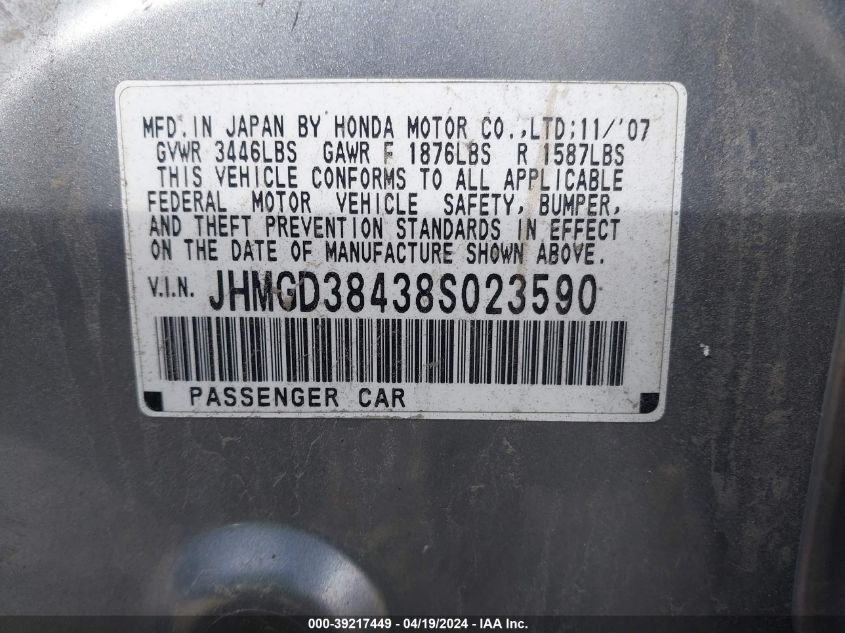 MFD. IN JAPAN BY HONDA MOTOR CO., LTD; 11/'07
GVWR 3446LBS GAWR F 1876LBS R 1587LBS
THIS VEHICLE CONFORMS TO ALL APPLICABLE
FEDERAL MOTOR VEHICLE SAFETY, BUMPER,
AND THEFT PREVENTION STANDARDS IN EFFECT
ON THE DATE OF MANUFACTURE SHOWN ABOVE.
V.I.N. JHMGD38438S023590
PASSENGER CAR
000-39217449 - 04/19/2024 - IAA Inc.